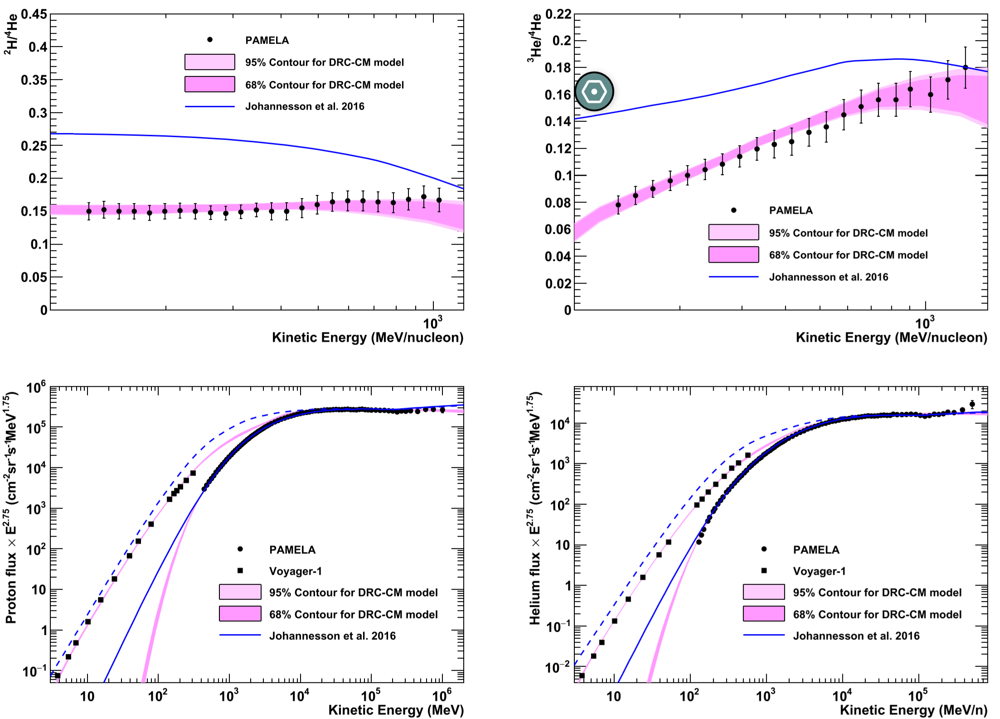 ²H/⁴He
0.45
0.4
0.35
0.3
0.25
0.2
0.15
0.1
0.05
0
PAMELA
95% Contour for DRC-CM model
68% Contour for DRC-CM model
Johannesson et al. 2016
10³
Kinetic Energy (MeV/nucleon)
³He/⁴He
0.22
0.2
0.18
0.16
0.14
0.12
0.1
0.08
0.06
0.04
0.02
0
PAMELA
95% Contour for DRC-CM model
68% Contour for DRC-CM model
Johannesson et al. 2016
10³
Kinetic Energy (MeV/nucleon)
Proton flux × E²·⁷⁵ (cm⁻²sr⁻¹s⁻¹MeV¹·⁷⁵)
10⁶
10⁵
10⁴
10³
10²
10
1
10⁻¹
PAMELA
Voyager-1
95% Contour for DRC-CM model
68% Contour for DRC-CM model
Johannesson et al. 2016
10 10² 10³ 10⁴ 10⁵ 10⁶
Kinetic Energy (MeV)
Helium flux × E²·⁷⁵ (cm⁻²sr⁻¹s⁻¹MeV¹·⁷⁵)
10⁴
10³
10²
10
1
10⁻¹
10⁻²
PAMELA
Voyager-1
95% Contour for DRC-CM model
68% Contour for DRC-CM model
Johannesson et al. 2016
10 10² 10³ 10⁴ 10⁵
Kinetic Energy (MeV/n)